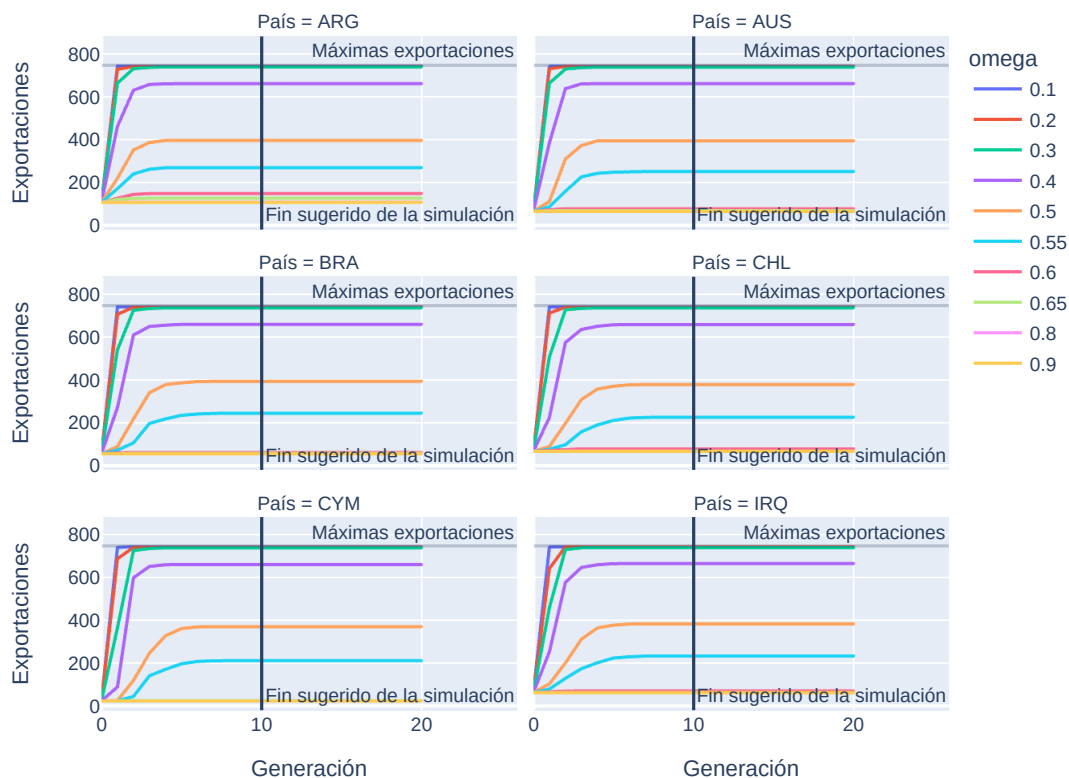 País = ARG
País = AUS
Exportaciones
800
600
400
200
0
Máximas exportaciones
Fin sugerido de la simulación
Máximas exportaciones
Fin sugerido de la simulación
omega
0.1
0.2
0.3
0.4
0.5
0.55
0.6
0.65
0.8
0.9
País = BRA
País = CHL
Exportaciones
800
600
400
200
0
Máximas exportaciones
Fin sugerido de la simulación
Máximas exportaciones
Fin sugerido de la simulación
País = CYM
País = IRQ
Exportaciones
800
600
400
200
0
Máximas exportaciones
Fin sugerido de la simulación
Máximas exportaciones
Fin sugerido de la simulación
0 10 20
0 10 20
Generación
Generación